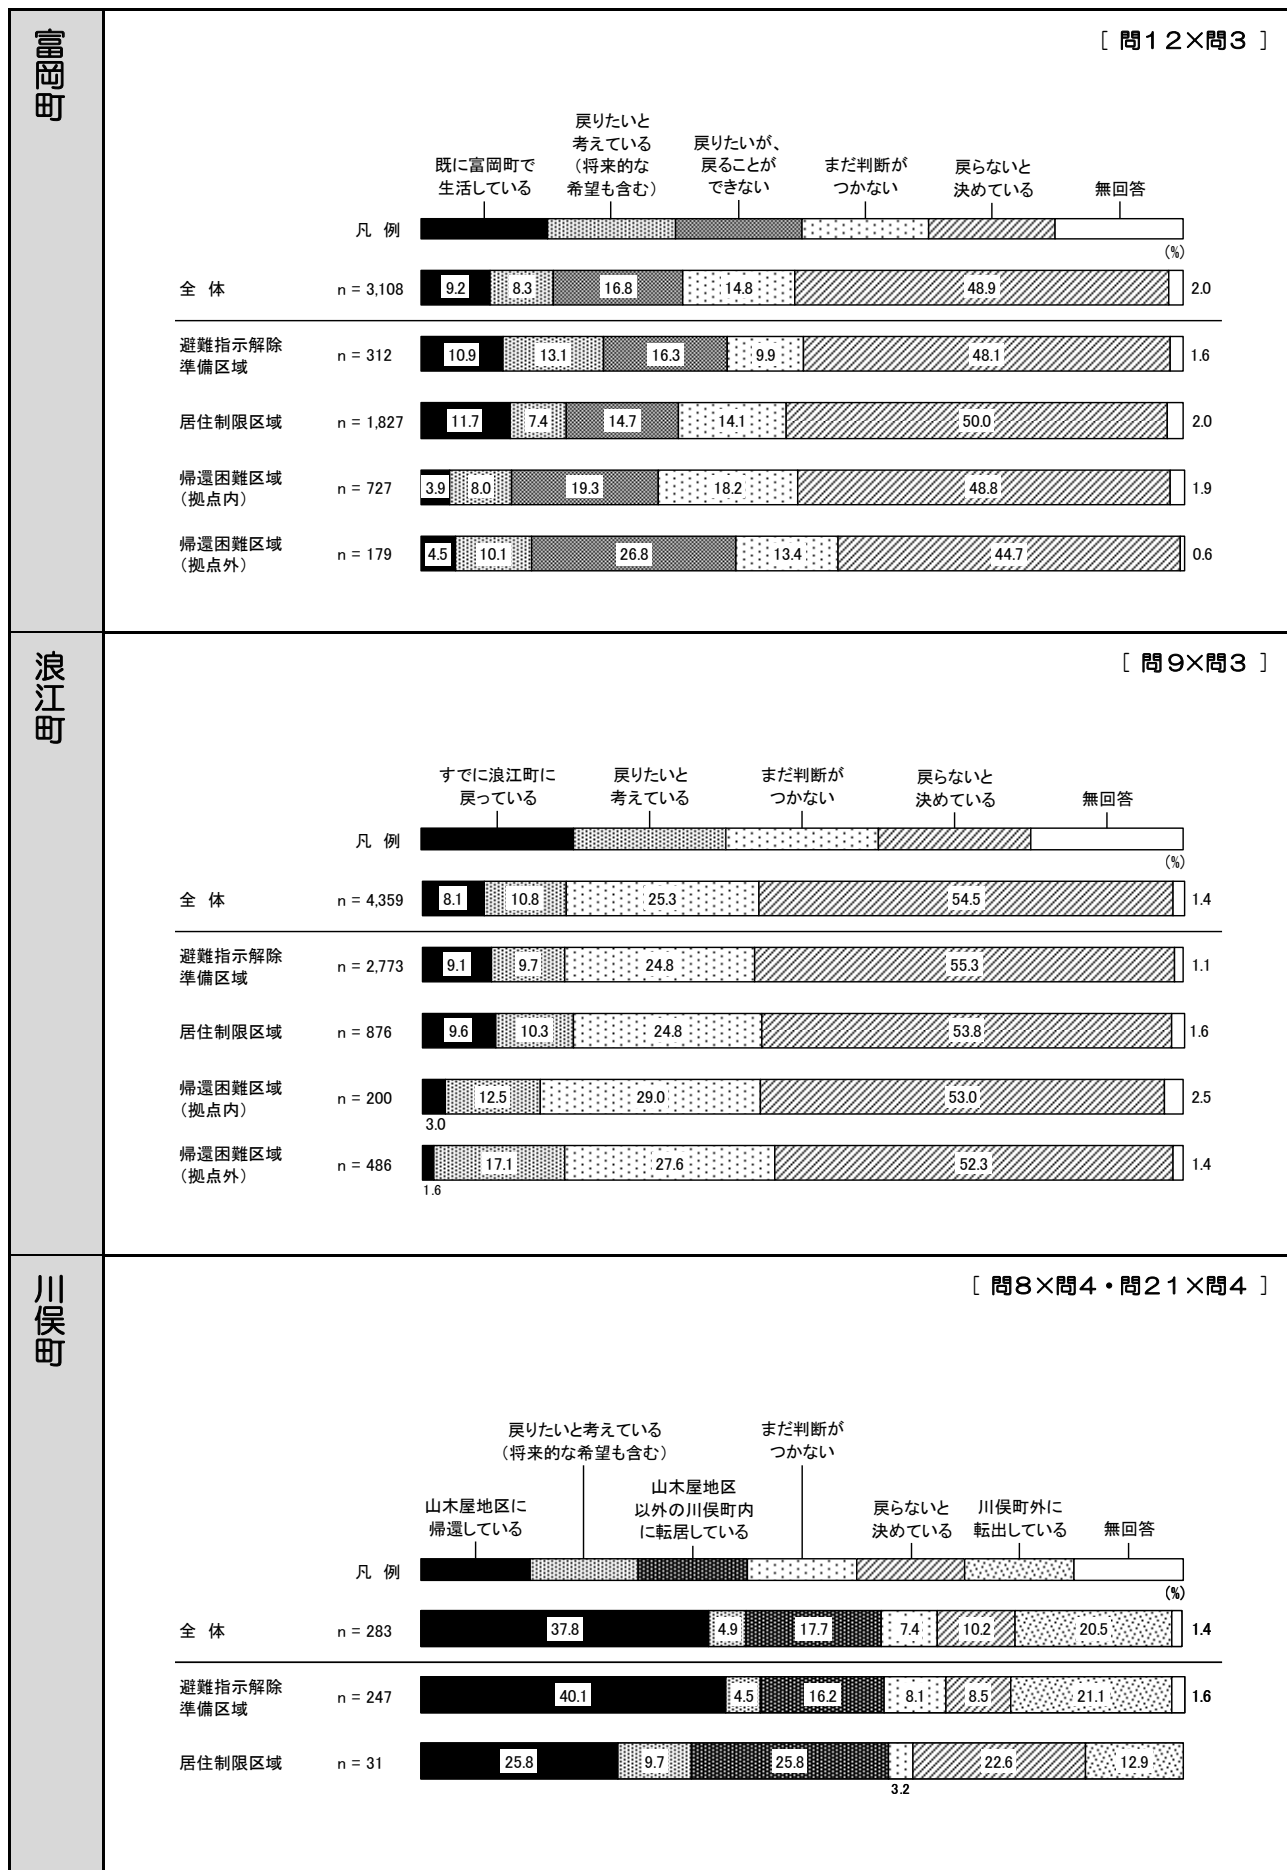 富岡町
［ 問１２×問３ ］
既に富岡町で
生活している
戻りたいと
考えている
（将来的な
希望も含む）
戻りたいが、
戻ることが
できない
まだ判断が
つかない
戻らないと
決めている
無回答
凡 例
(%)
全 体 n = 3,108 9.2 8.3 16.8 14.8 48.9 2.0
避難指示解除
準備区域 n = 312 10.9 13.1 16.3 9.9 48.1 1.6
居住制限区域 n = 1,827 11.7 7.4 14.7 14.1 50.0 2.0
帰還困難区域
（拠点内） n = 727 3.9 8.0 19.3 18.2 48.8 1.9
帰還困難区域
（拠点外） n = 179 4.5 10.1 26.8 13.4 44.7 0.6
浪江町
［ 問９×問３ ］
すでに浪江町に
戻っている
戻りたいと
考えている
まだ判断が
つかない
戻らないと
決めている
無回答
凡 例
(%)
全 体 n = 4,359 8.1 10.8 25.3 54.5 1.4
避難指示解除
準備区域 n = 2,773 9.1 9.7 24.8 55.3 1.1
居住制限区域 n = 876 9.6 10.3 24.8 53.8 1.6
帰還困難区域
（拠点内） n = 200 3.0 12.5 29.0 53.0 2.5
帰還困難区域
（拠点外） n = 486 1.6 17.1 27.6 52.3 1.4
川俣町
［ 問８×問４・問２１×問４ ］
山木屋地区に
帰還している
戻りたいと考えている
（将来的な希望も含む）
山木屋地区
以外の川俣町内
に転居している
まだ判断が
つかない
戻らないと
決めている
川俣町外に
転出している
無回答
凡 例
(%)
全 体 n = 283 37.8 4.9 17.7 7.4 10.2 20.5 1.4
避難指示解除
準備区域 n = 247 40.1 4.5 16.2 8.1 8.5 21.1 1.6
居住制限区域 n = 31 25.8 9.7 25.8 3.2 22.6 12.9